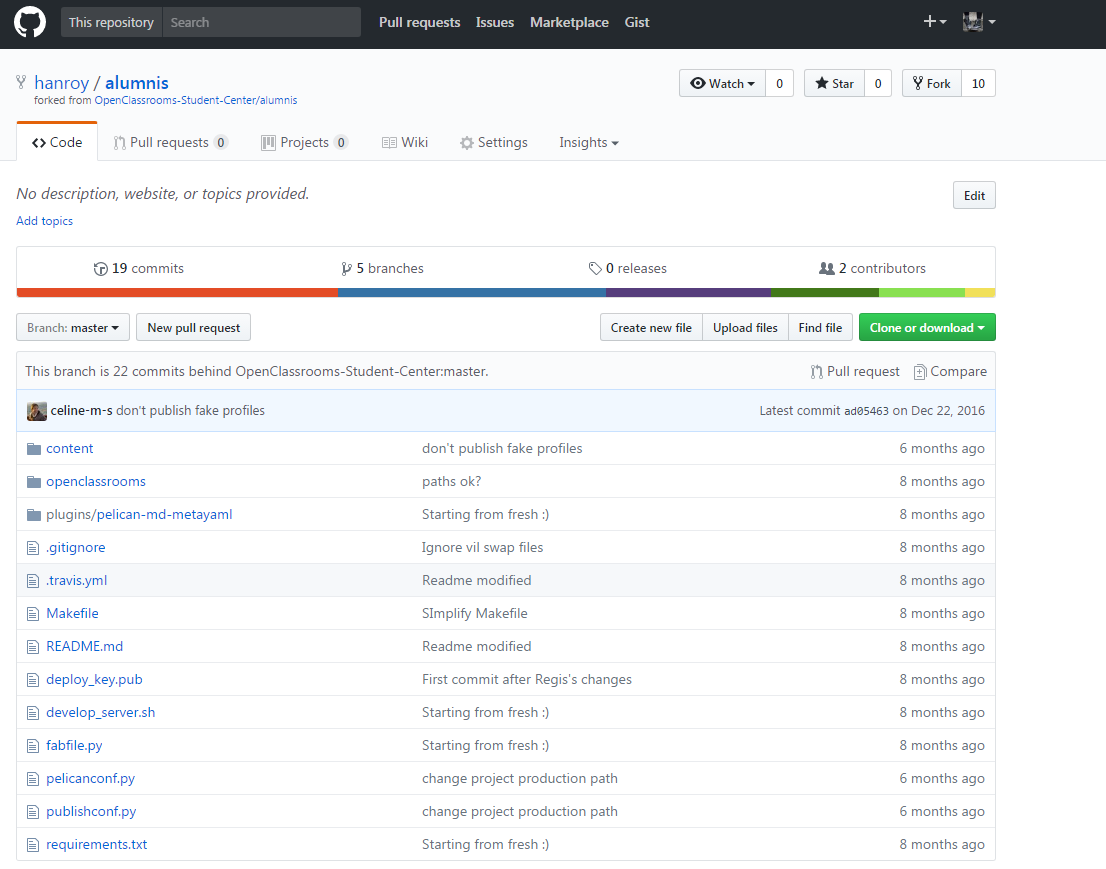 This repository Search Pull requests Issues Marketplace Gist
hanroy / alumnis Watch 0 Star 0 Fork 10
forked from OpenClassrooms-Student-Center/alumnis
Code Pull requests 0 Projects 0 Wiki Settings Insights
No description, website, or topics provided. Edit
Add topics
19 commits 5 branches 0 releases 2 contributors
Branch: master New pull request Create new file Upload files Find file Clone or download
This branch is 22 commits behind OpenClassrooms-Student-Center:master. Pull request Compare
celine-m-s don't publish fake profiles Latest commit ad05463 on Dec 22, 2016
content don't publish fake profiles 6 months ago
openclassrooms paths ok? 8 months ago
plugins/pelican-md-metayaml Starting from fresh :) 8 months ago
.gitignore Ignore vil swap files 8 months ago
.travis.yml Readme modified 8 months ago
Makefile SImplify Makefile 8 months ago
README.md Readme modified 8 months ago
deploy_key.pub First commit after Regis's changes 8 months ago
develop_server.sh Starting from fresh :) 8 months ago
fabfile.py Starting from fresh :) 8 months ago
pelicanconf.py change project production path 6 months ago
publishconf.py change project production path 6 months ago
requirements.txt Starting from fresh :) 8 months ago